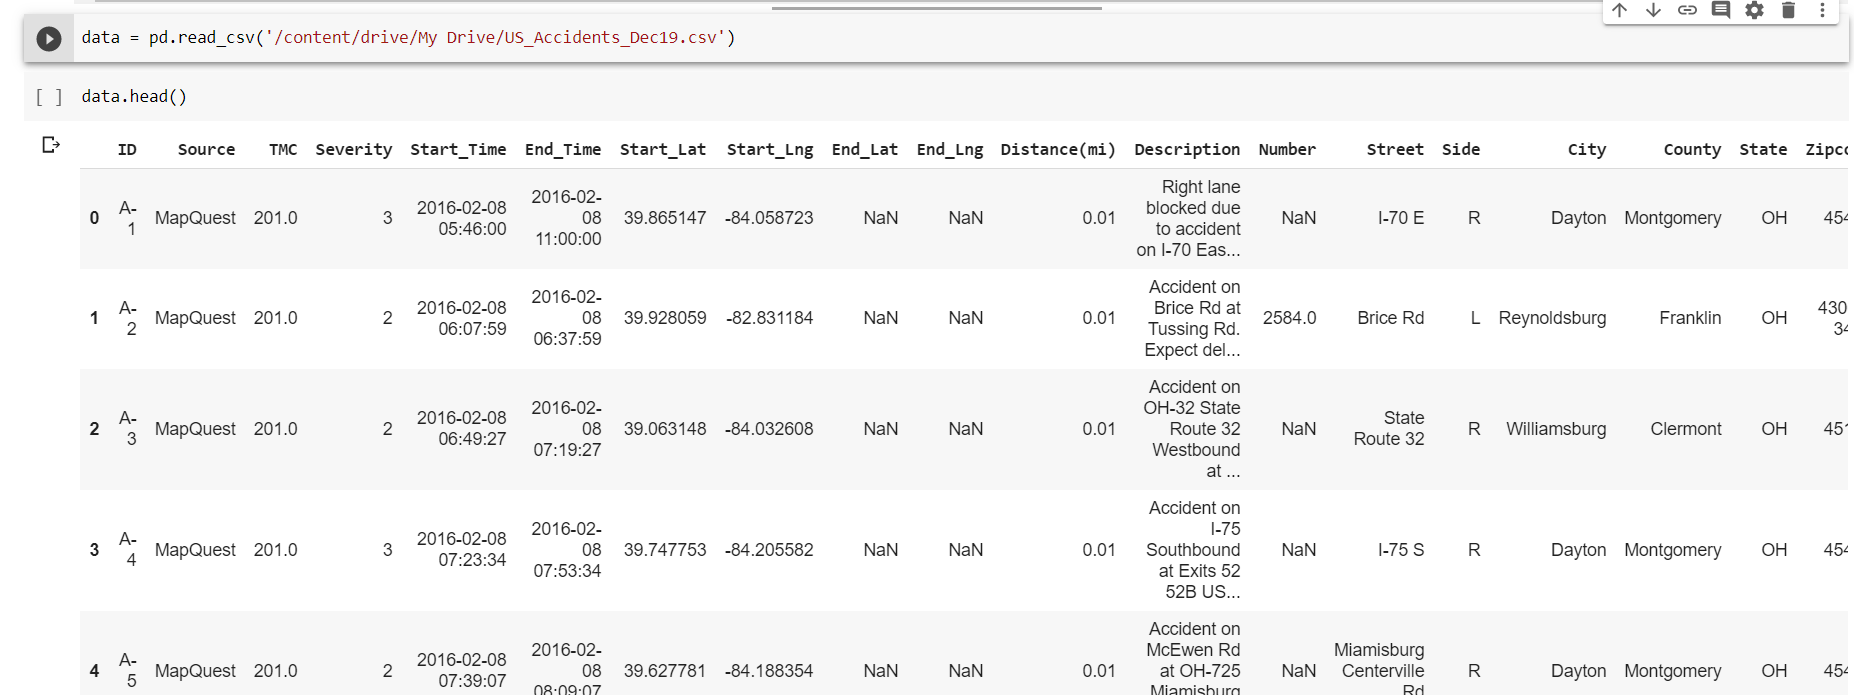 data = pd.read_csv('/content/drive/My Drive/US_Accidents_Dec19.csv')
[ ] data.head()
ID Source TMC Severity Start_Time End_Time Start_Lat Start_Lng End_Lat End_Lng Distance(mi) Description Number Street Side City County State Zipco
0 A-1 MapQuest 201.0 3 2016-02-08 05:46:00 2016-02-08 11:00:00 39.865147 -84.058723 NaN NaN 0.01 Right lane blocked due to accident on I-70 Eas... NaN I-70 E R Dayton Montgomery OH 454
1 A-2 MapQuest 201.0 2 2016-02-08 06:07:59 2016-02-08 06:37:59 39.928059 -82.831184 NaN NaN 0.01 Accident on Brice Rd at Tussing Rd. Expect del... 2584.0 Brice Rd L Reynoldsburg Franklin OH 430 34
2 A-3 MapQuest 201.0 2 2016-02-08 06:49:27 2016-02-08 07:19:27 39.063148 -84.032608 NaN NaN 0.01 Accident on OH-32 State Route 32 Westbound at ... NaN State Route 32 R Williamsburg Clermont OH 451
3 A-4 MapQuest 201.0 3 2016-02-08 07:23:34 2016-02-08 07:53:34 39.747753 -84.205582 NaN NaN 0.01 Accident on I-75 Southbound at Exits 52 52B US... NaN I-75 S R Dayton Montgomery OH 454
4 A-5 MapQuest 201.0 2 2016-02-08 07:39:07 2016-02-08 08:09:07 39.627781 -84.188354 NaN NaN 0.01 Accident on McEwen Rd at OH-725 Miamisburg NaN Miamisburg Centerville Rd R Dayton Montgomery OH 454